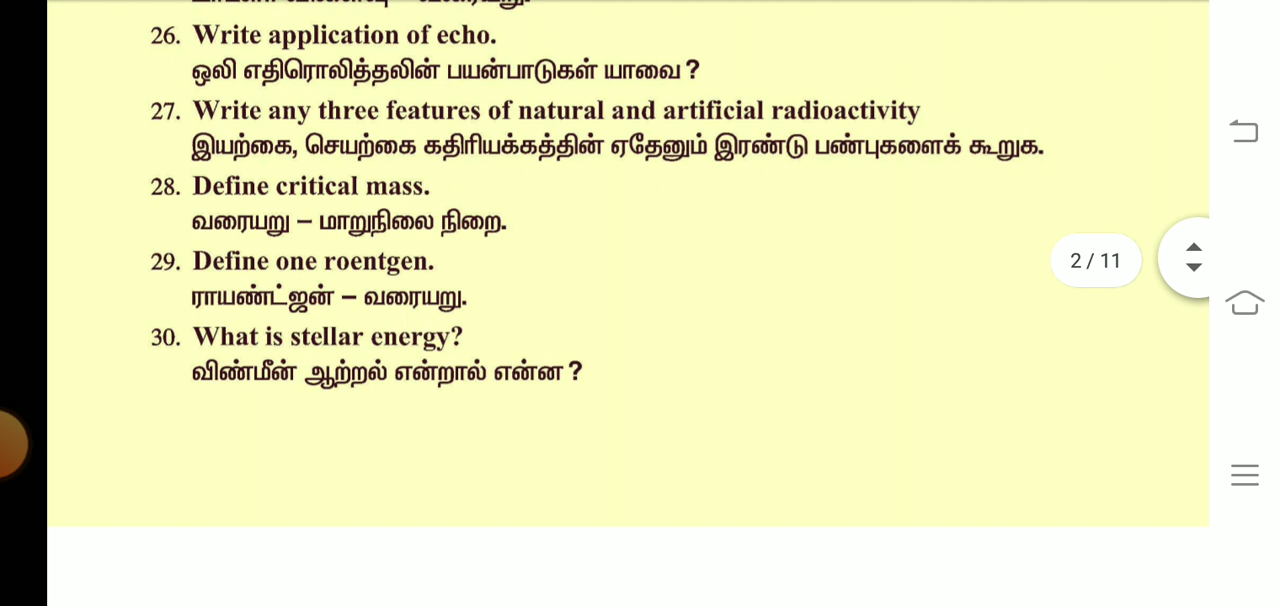 26. Write application of echo.
ஒலி எதிரொலித்தலின் பயன்பாடுகள் யாவை ?
27. Write any three features of natural and artificial radioactivity
இயற்கை, செயற்கை கதிரியக்கத்தின் ஏதேனும் இரண்டு பண்புகளைக் கூறுக.
28. Define critical mass.
வரையறு – மாறுநிலை நிறை.
29. Define one roentgen.
ராயண்ட்ஜன் – வரையறு.
2 / 11
30. What is stellar energy?
விண்மீன் ஆற்றல் என்றால் என்ன ?